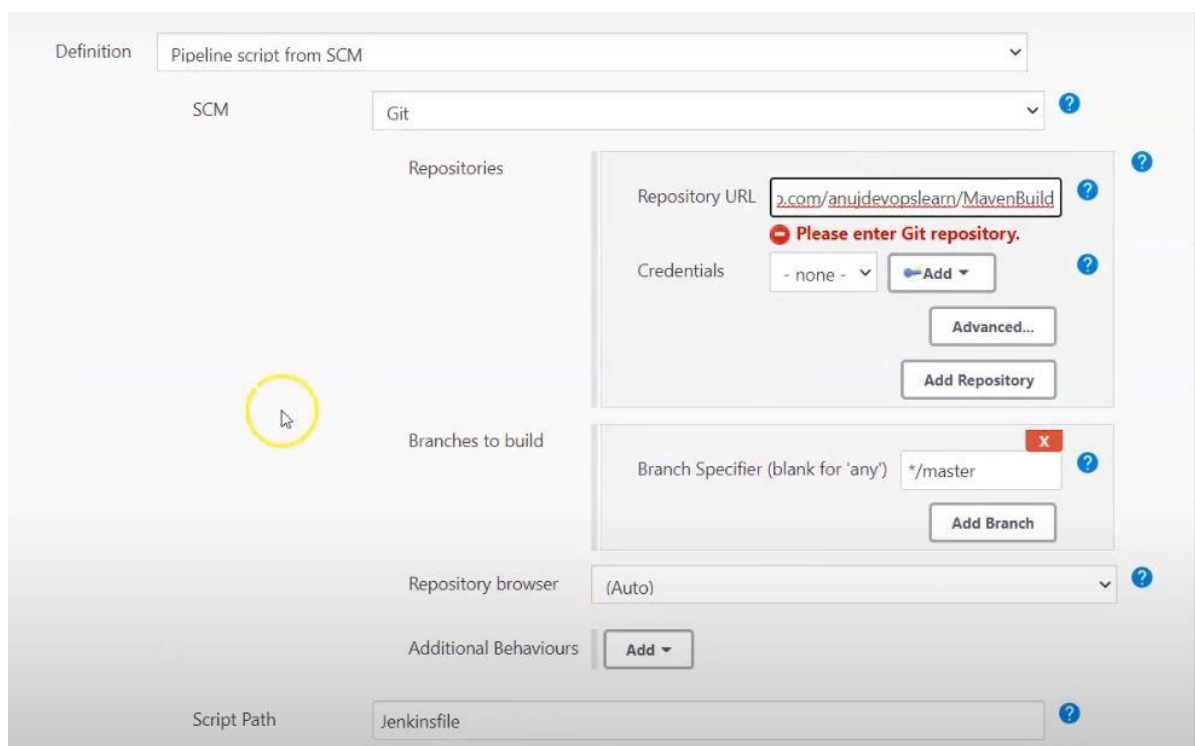 Definition
Pipeline script from SCM
SCM
Git
Repositories
Repository URL
o.com/anujdevopslearn/MavenBuild
Please enter Git repository.
Credentials
- none -
Add
Advanced...
Add Repository
Branches to build
X
Branch Specifier (blank for 'any')
*/master
Add Branch
Repository browser
(Auto)
Additional Behaviours
Add
Script Path
Jenkinsfile